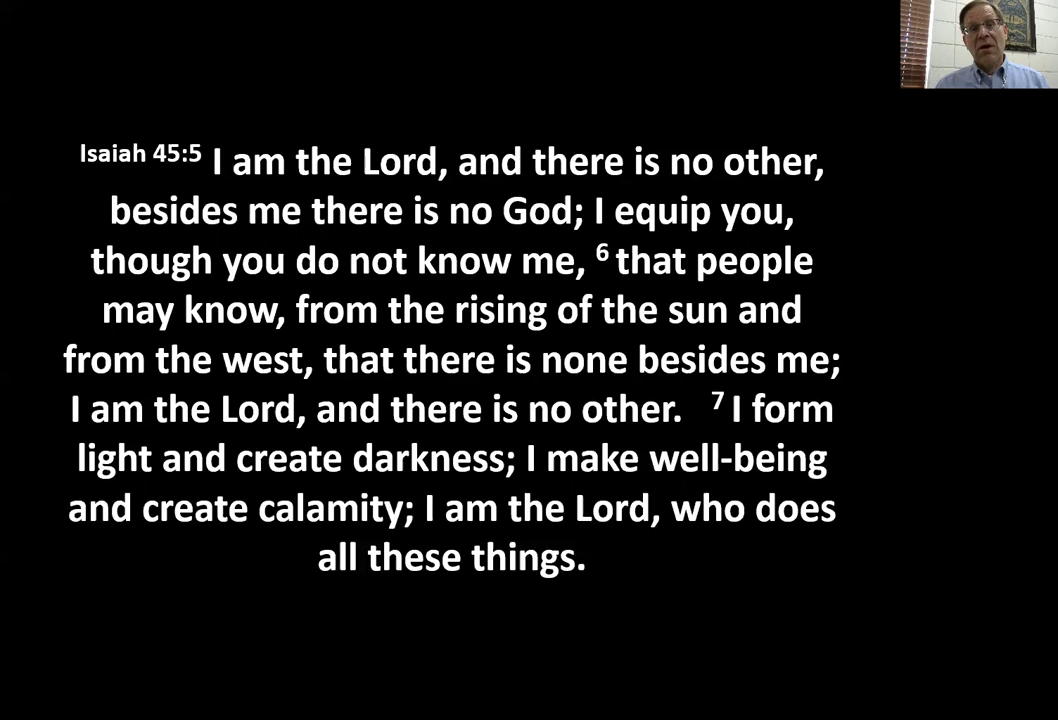 Isaiah 45:5 I am the Lord, and there is no other,
besides me there is no God; I equip you,
though you do not know me, 6 that people
may know, from the rising of the sun and
from the west, that there is none besides me;
I am the Lord, and there is no other. 7 I form
light and create darkness; I make well-being
and create calamity; I am the Lord, who does
all these things.